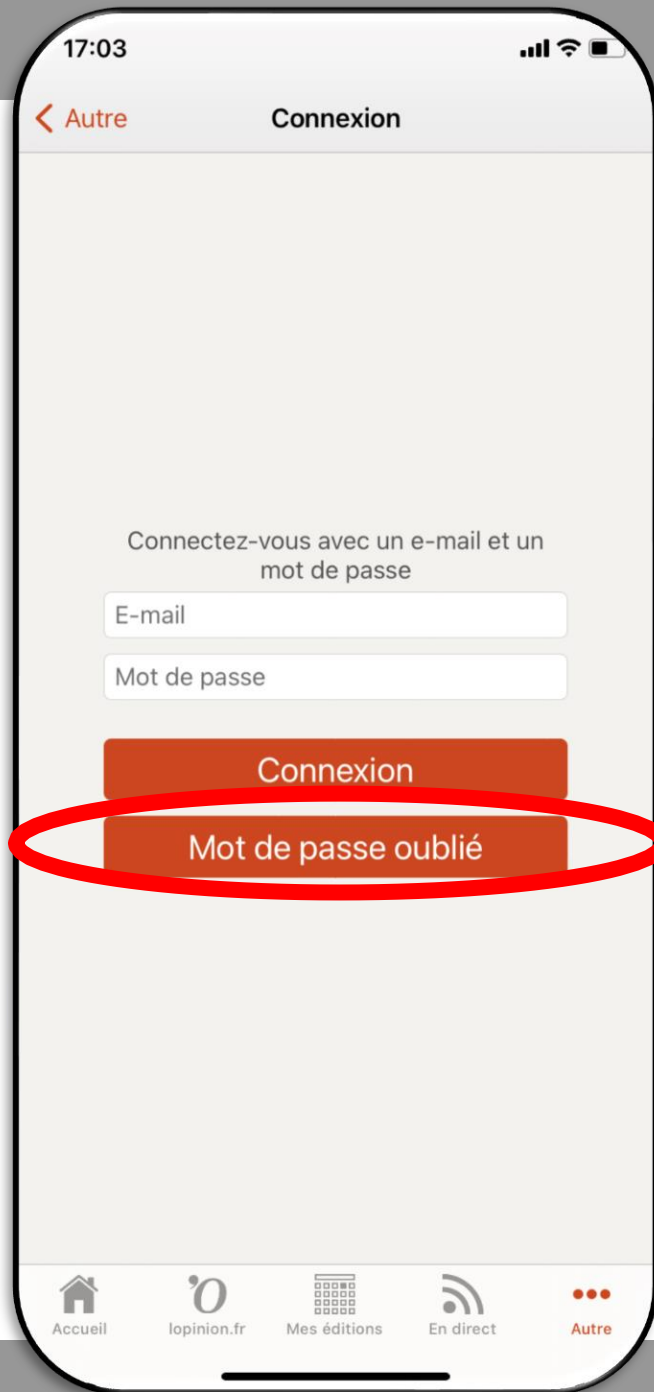 17:03
Autre
Connexion
Connectez-vous avec un e-mail et un
mot de passe
E-mail
Mot de passe
Connexion
Mot de passe oublié
Accueil
lopinion.fr
Mes éditions
En direct
Autre